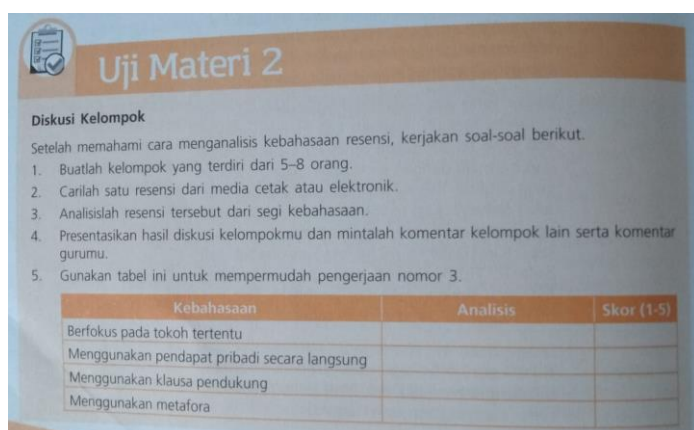 Uji Materi 2
Diskusi Kelompok
Setelah memahami cara menganalisis kebahasaan resensi, kerjakan soal-soal berikut.
1. Buatlah kelompok yang terdiri dari 5–8 orang.
2. Carilah satu resensi dari media cetak atau elektronik.
3. Analisislah resensi tersebut dari segi kebahasaan.
4. Presentasikan hasil diskusi kelompokmu dan mintalah komentar kelompok lain serta komentar
gurumu.
5. Gunakan tabel ini untuk mempermudah pengerjaan nomor 3.
Kebahasaan Analisis Skor (1-5)
Berfokus pada tokoh tertentu
Menggunakan pendapat pribadi secara langsung
Menggunakan klausa pendukung
Menggunakan metafora